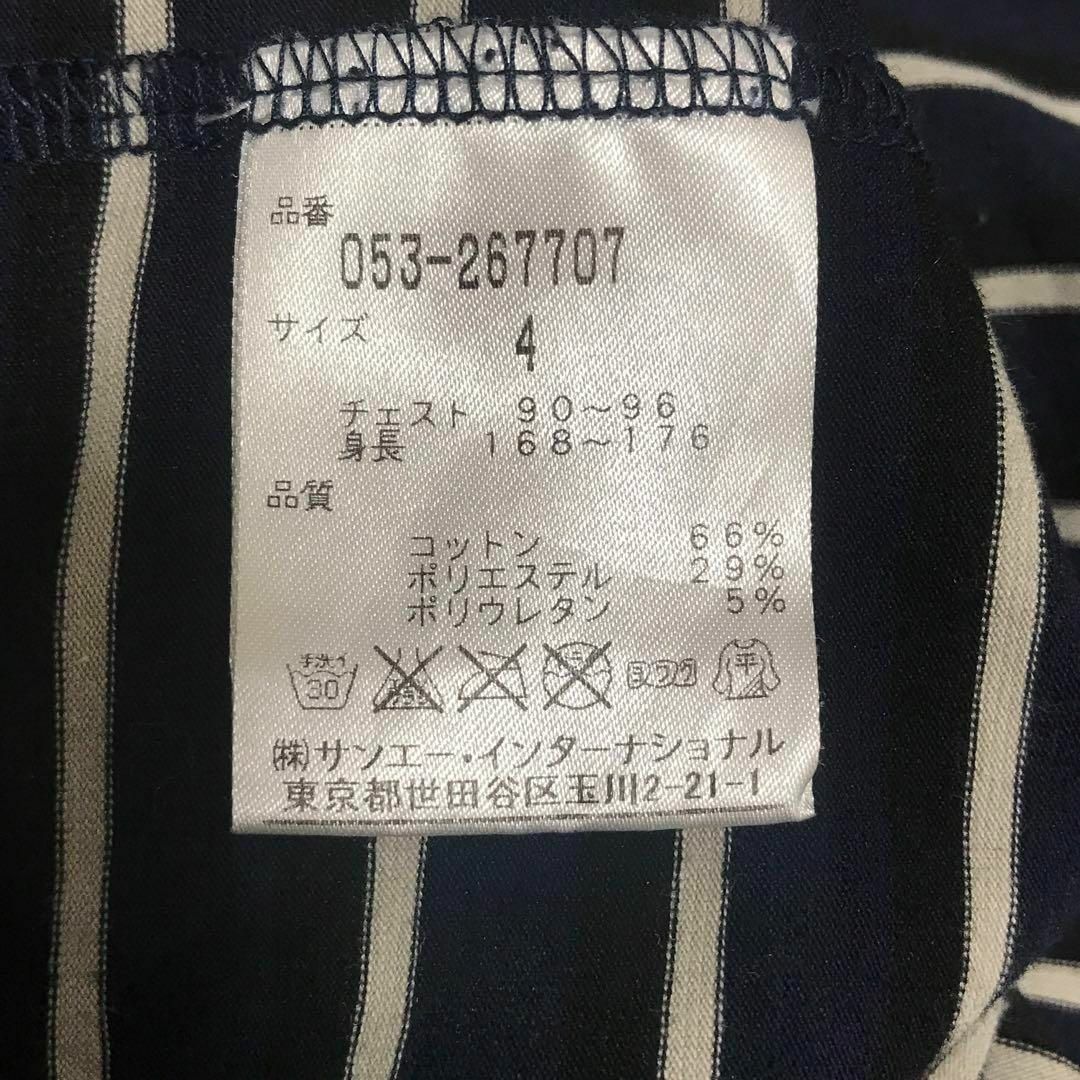 品番
053-267707
サイズ 4
チェスト 90～96
身長 168～176
品質
コットン 66%
ポリエステル 29%
ポリウレタン 5%
手洗イ 30 平
㈱サンエー・インターナショナル
東京都世田谷区玉川2-21-1